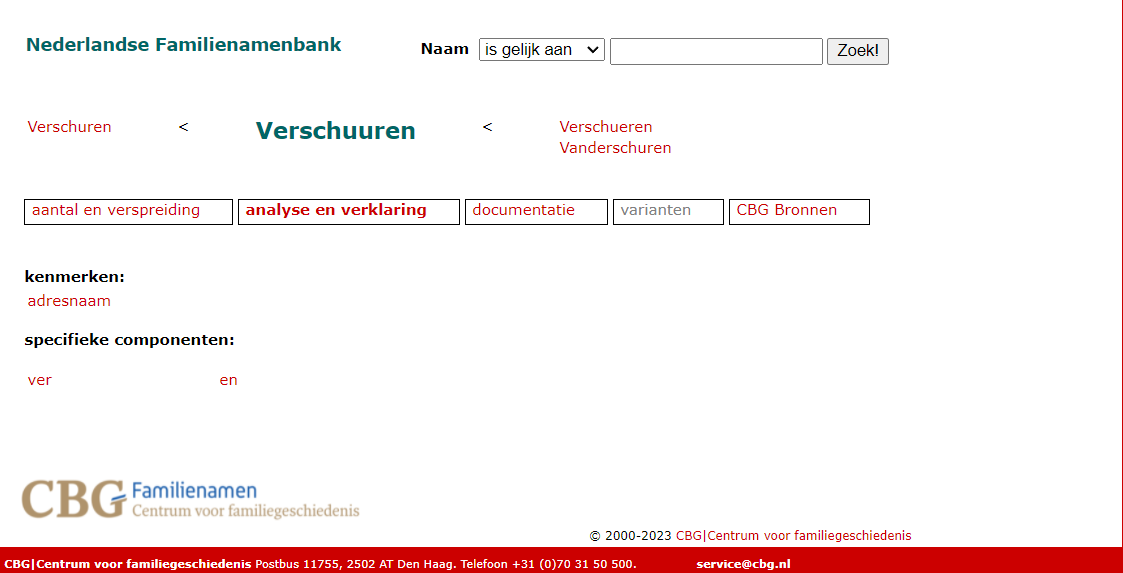 Nederlandse Familienamenbank
Naam is gelijk aan Zoek!
Verschuren < Verschuuren < Verschueren
Vanderschuren
aantal en verspreiding analyse en verklaring documentatie varianten CBG Bronnen
kenmerken:
adresnaam
specifieke componenten:
ver en
CBG Familienamen
Centrum voor familiegeschiedenis
© 2000-2023 CBG|Centrum voor familiegeschiedenis
CBG|Centrum voor familiegeschiedenis Postbus 11755, 2502 AT Den Haag. Telefoon +31 (0)70 31 50 500. service@cbg.nl